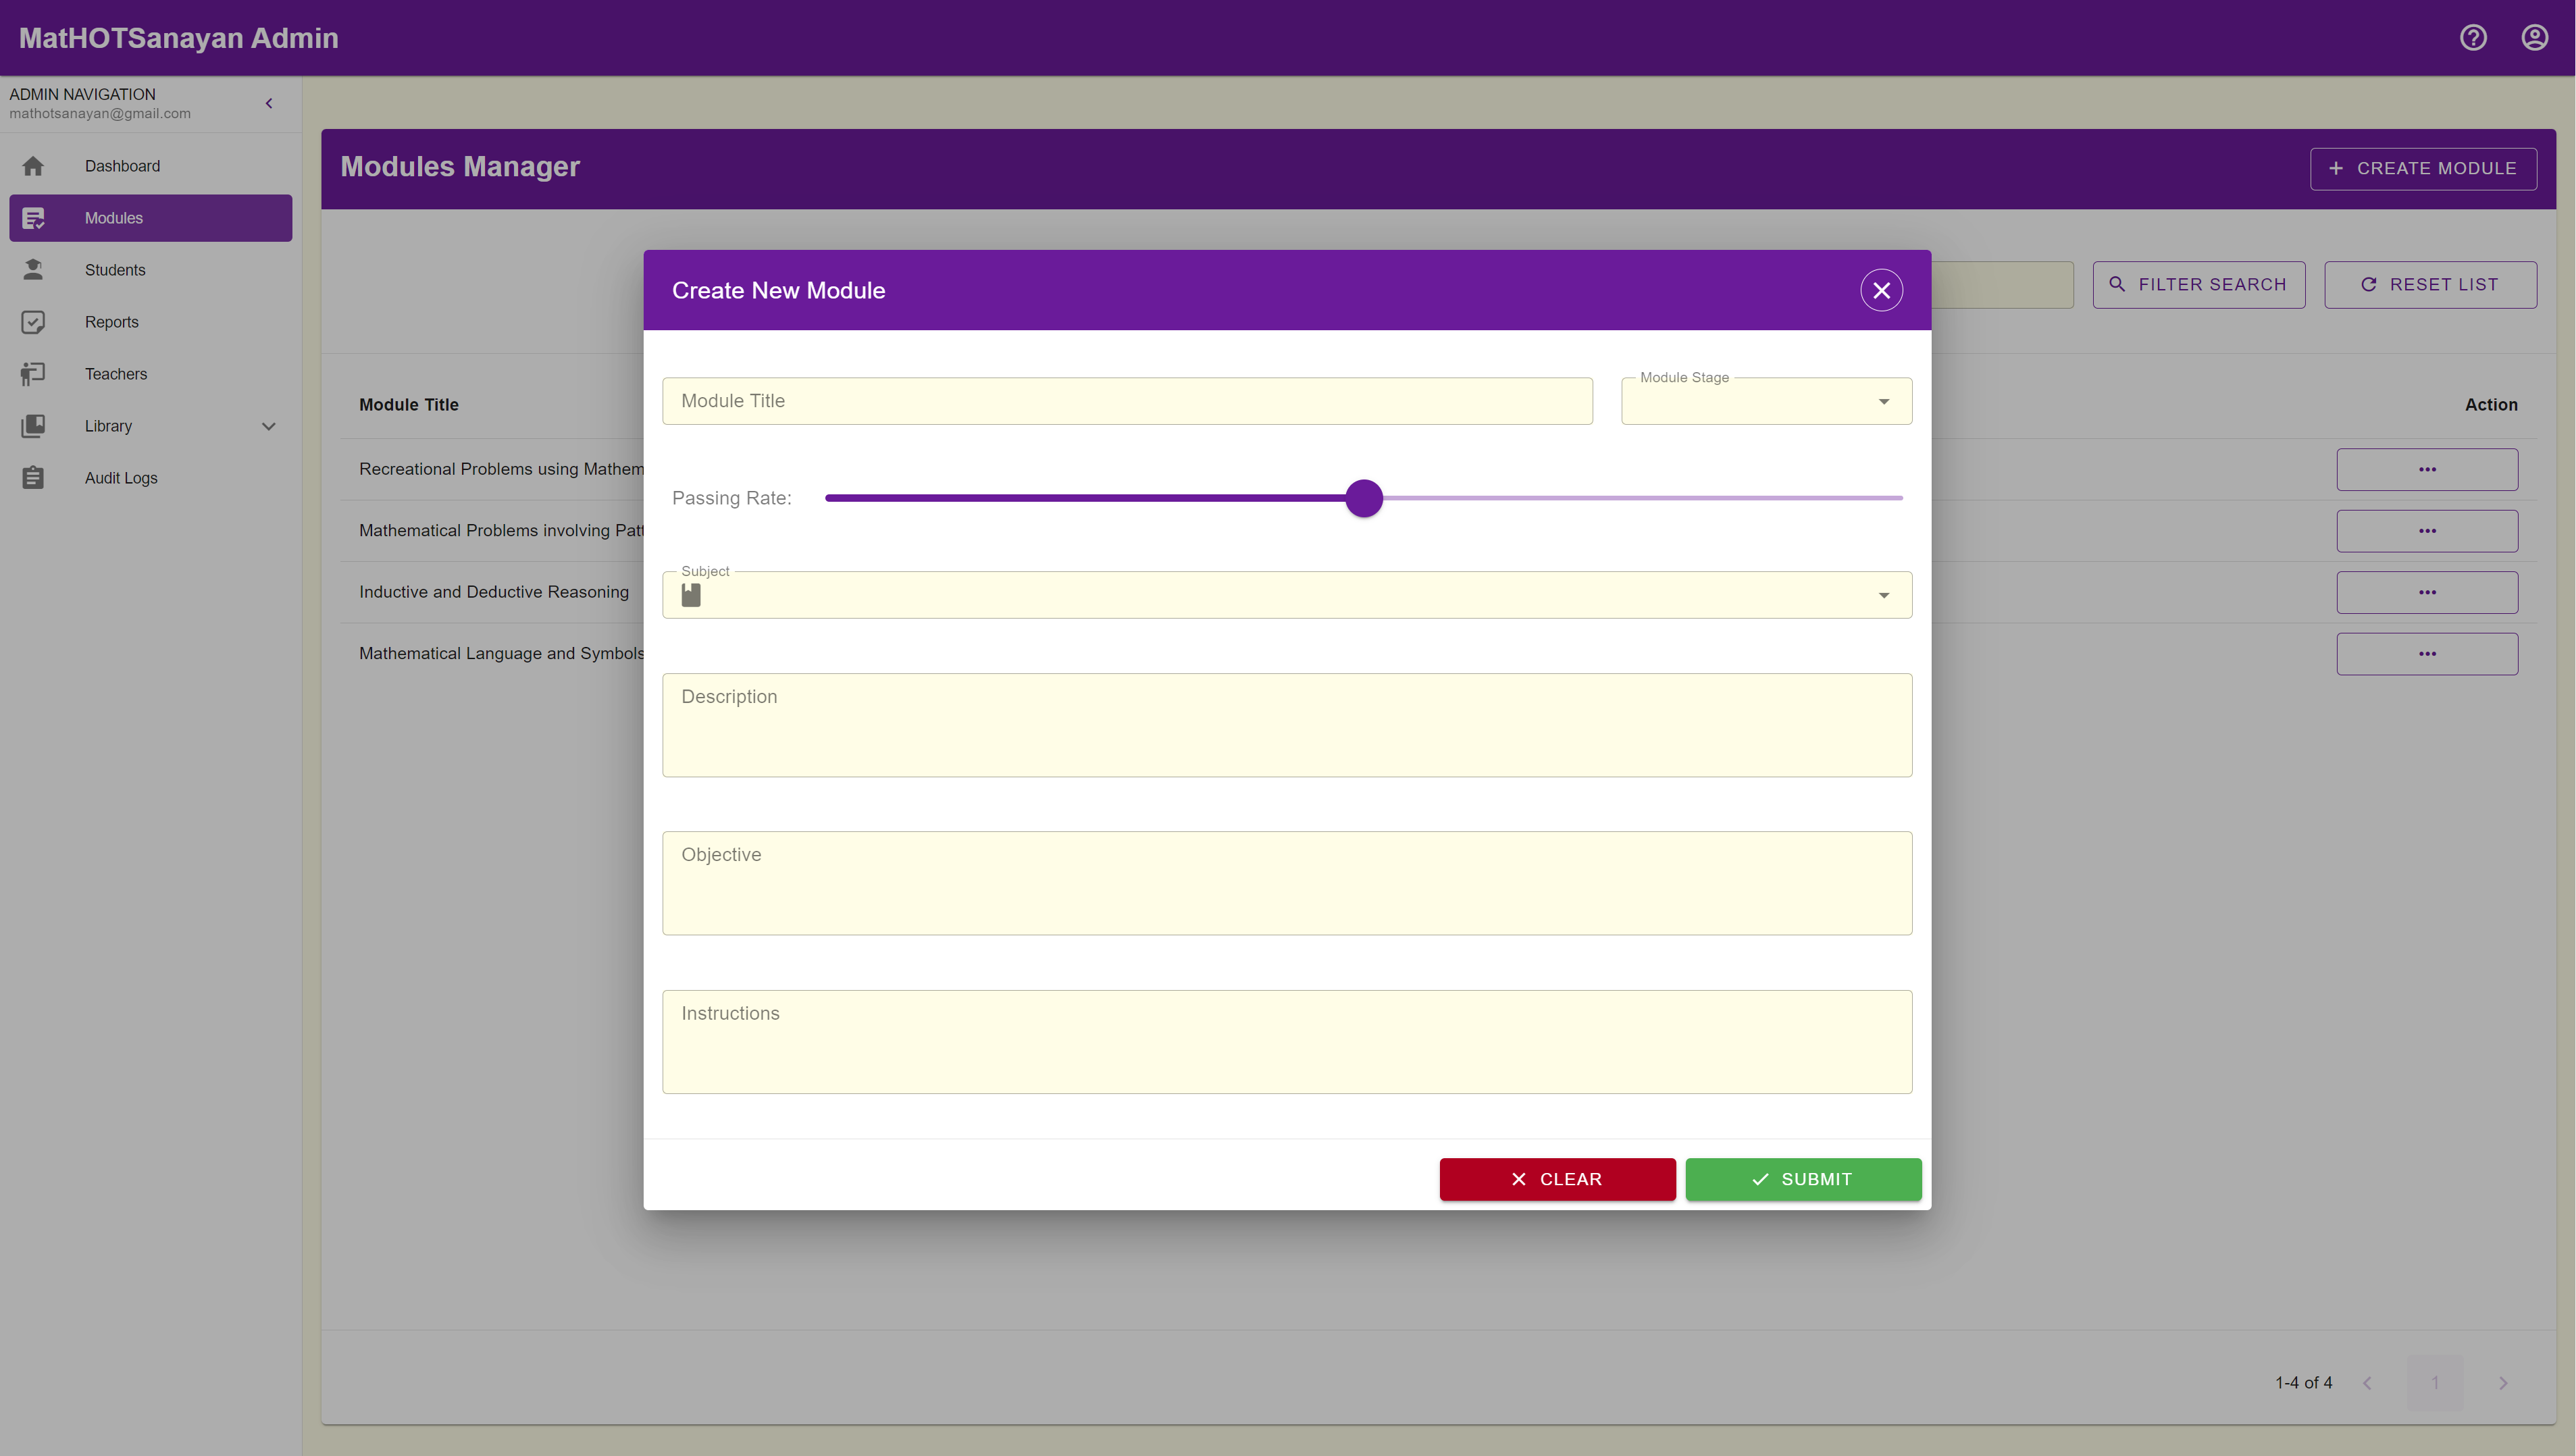 MatHOTSanayan Admin
ADMIN NAVIGATION
mathotsanayan@gmail.com
Dashboard
Modules
Students
Reports
Teachers
Library
Audit Logs
Modules Manager
CREATE MODULE
FILTER SEARCH
RESET LIST
Module Title
Action
Recreational Problems using Mathem
Mathematical Problems involving Pat
Inductive and Deductive Reasoning
Mathematical Language and Symbols
Create New Module
Module Title
Module Stage
Passing Rate:
Subject
Description
Objective
Instructions
CLEAR
SUBMIT
1-4 of 4
1